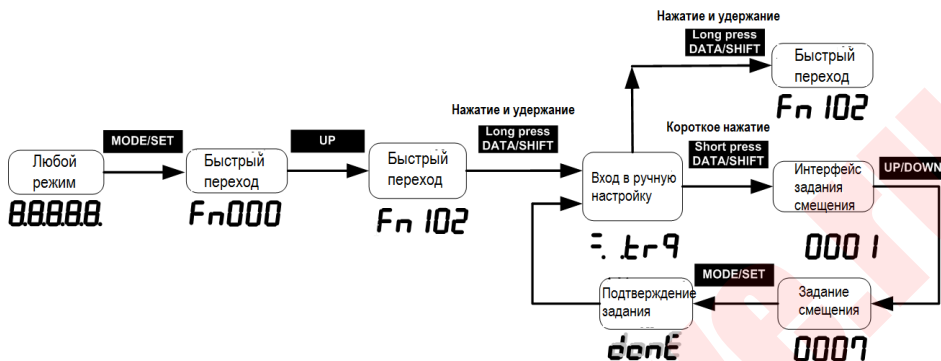 Нажатие и удержание
Long press
DATA/SHIFT
Быстрый
переход
Fn 102
Нажатие и удержание
Long press
DATA/SHIFT
Короткое нажатие
Short press
DATA/SHIFT
MODE/SET
UP
UP/DOWN
Любой
режим
8.8.8.8.8.
Быстрый
переход
Fn000
Быстрый
переход
Fn 102
Вход в ручную
настройку
Интерфейс
задания
смещения
0001
MODE/SET
Подтверждение
задания
donE
Задание
смещения